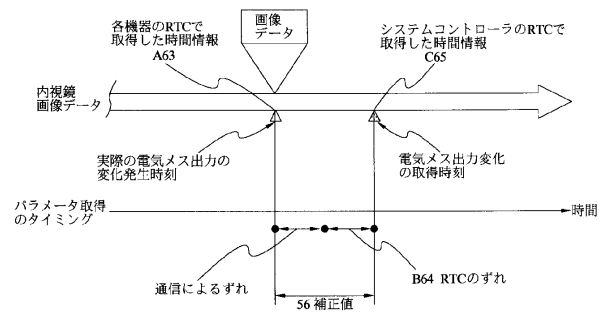 各機器のRTCで
取得した時間情報
A63
画像
データ
システムコントローラのRTCで
取得した時間情報
C65
内視鏡
画像データ
実際の電気メス出力の
変化発生時刻
電気メス出力変化
の取得時刻
パラメータ取得
のタイミング
時間
通信によるずれ
B64 RTCのずれ
56 補正値